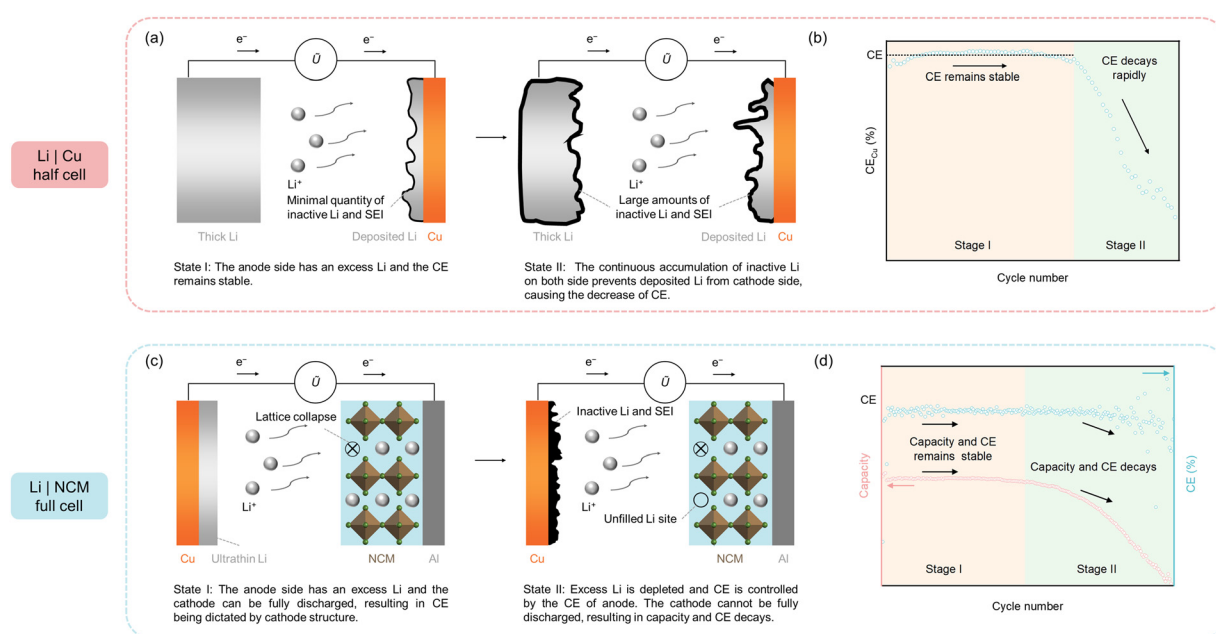 Li | Cu
half cell
(a)
e⁻
Ū
e⁻
Li⁺
Minimal quantity of
inactive Li and SEI
Thick Li
Deposited Li
Cu
State I: The anode side has an excess Li and the CE
remains stable.
e⁻
Ū
e⁻
Li⁺
Large amounts of
inactive Li and SEI
Thick Li
Deposited Li
Cu
State II: The continuous accumulation of inactive Li
on both side prevents deposited Li from cathode side,
causing the decrease of CE.
(b)
CE
CE remains stable
CE decays
rapidly
CE_Cu (%)
Stage I
Stage II
Cycle number
Li | NCM
full cell
(c)
e⁻
Ū
e⁻
Lattice collapse
Li⁺
Cu
Ultrathin Li
NCM
Al
State I: The anode side has an excess Li and the
cathode can be fully discharged, resulting in CE
being dictated by cathode structure.
e⁻
Ū
e⁻
Inactive Li and SEI
Li⁺
Unfilled Li site
Cu
NCM
Al
State II: Excess Li is depleted and CE is controlled
by the CE of anode. The cathode cannot be fully
discharged, resulting in capacity and CE decays.
(d)
CE
Capacity and CE
remains stable
Capacity and CE decays
Capacity
CE (%)
Stage I
Stage II
Cycle number